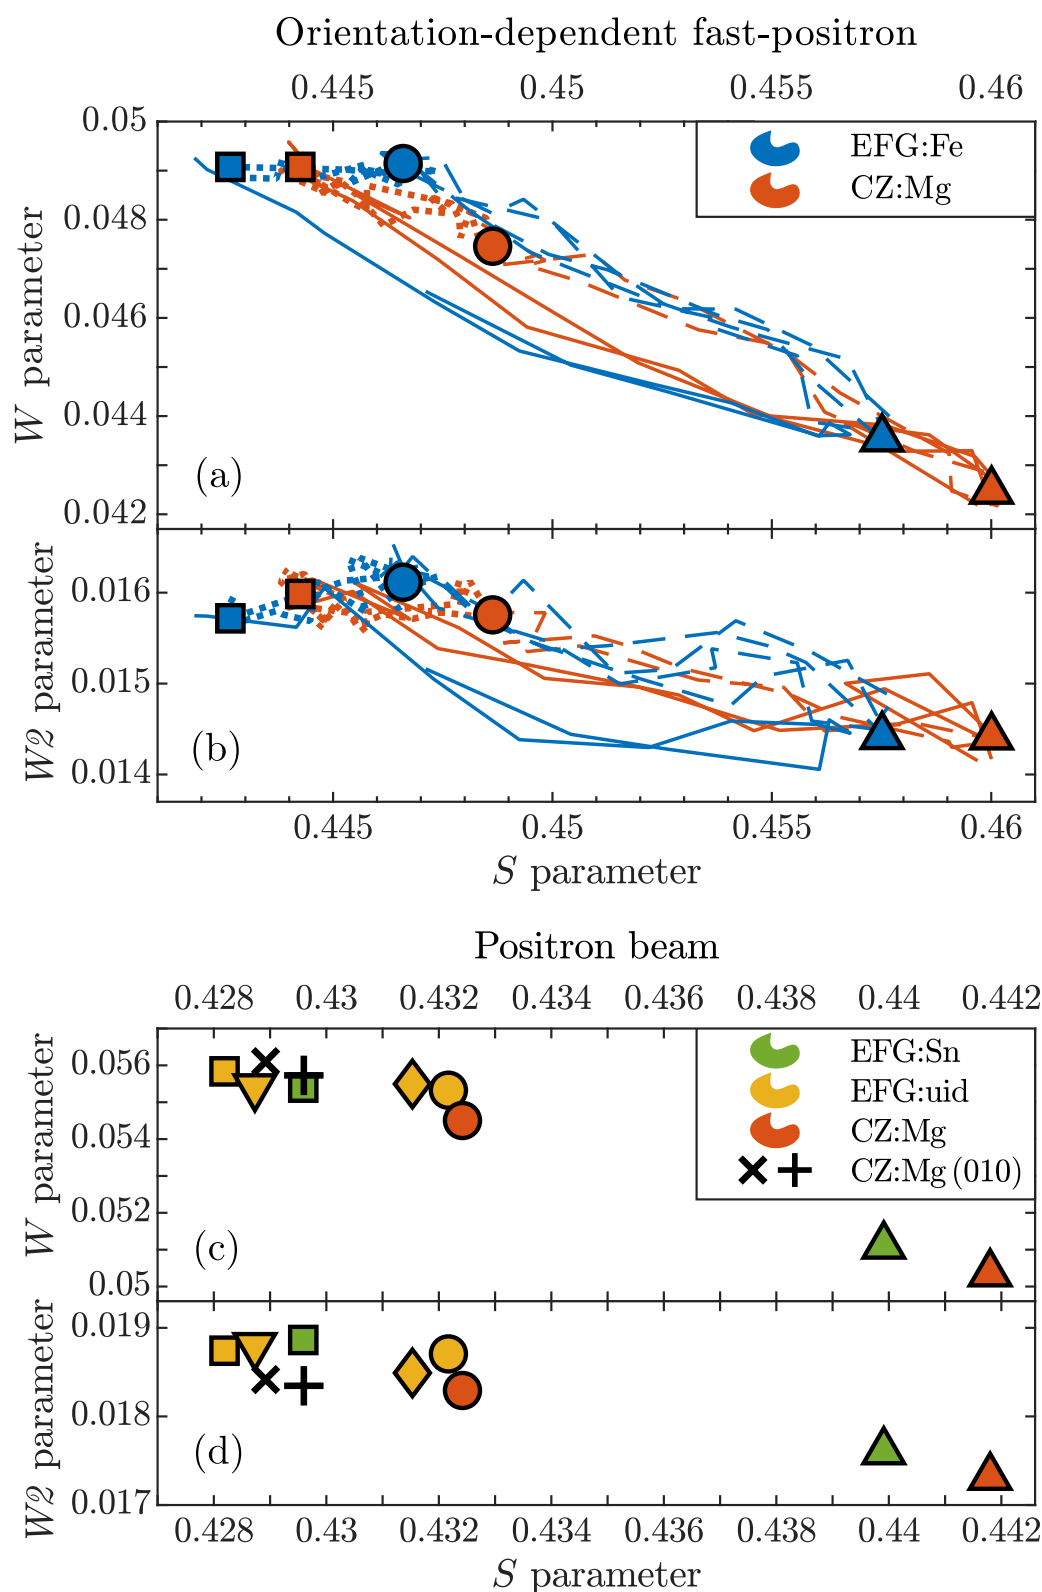 Orientation-dependent fast-positron
0.445 0.45 0.455 0.46
0.05
0.048
0.046
0.044
0.042
W parameter
EFG:Fe
CZ:Mg
(a)
0.016
0.015
0.014
W2 parameter
(b)
0.445 0.45 0.455 0.46
S parameter
Positron beam
0.428 0.43 0.432 0.434 0.436 0.438 0.44 0.442
0.056
0.054
0.052
0.05
W parameter
EFG:Sn
EFG:uid
CZ:Mg
CZ:Mg (010)
(c)
0.019
0.018
0.017
W2 parameter
(d)
0.428 0.43 0.432 0.434 0.436 0.438 0.44 0.442
S parameter